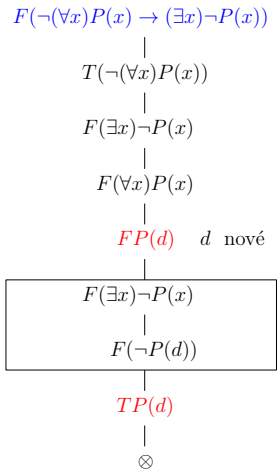 F(¬(∀x)P(x) → (∃x)¬P(x))
T(¬(∀x)P(x))
F(∃x)¬P(x)
F(∀x)P(x)
FP(d) d nové
F(∃x)¬P(x)
F(¬P(d))
TP(d)
⊗